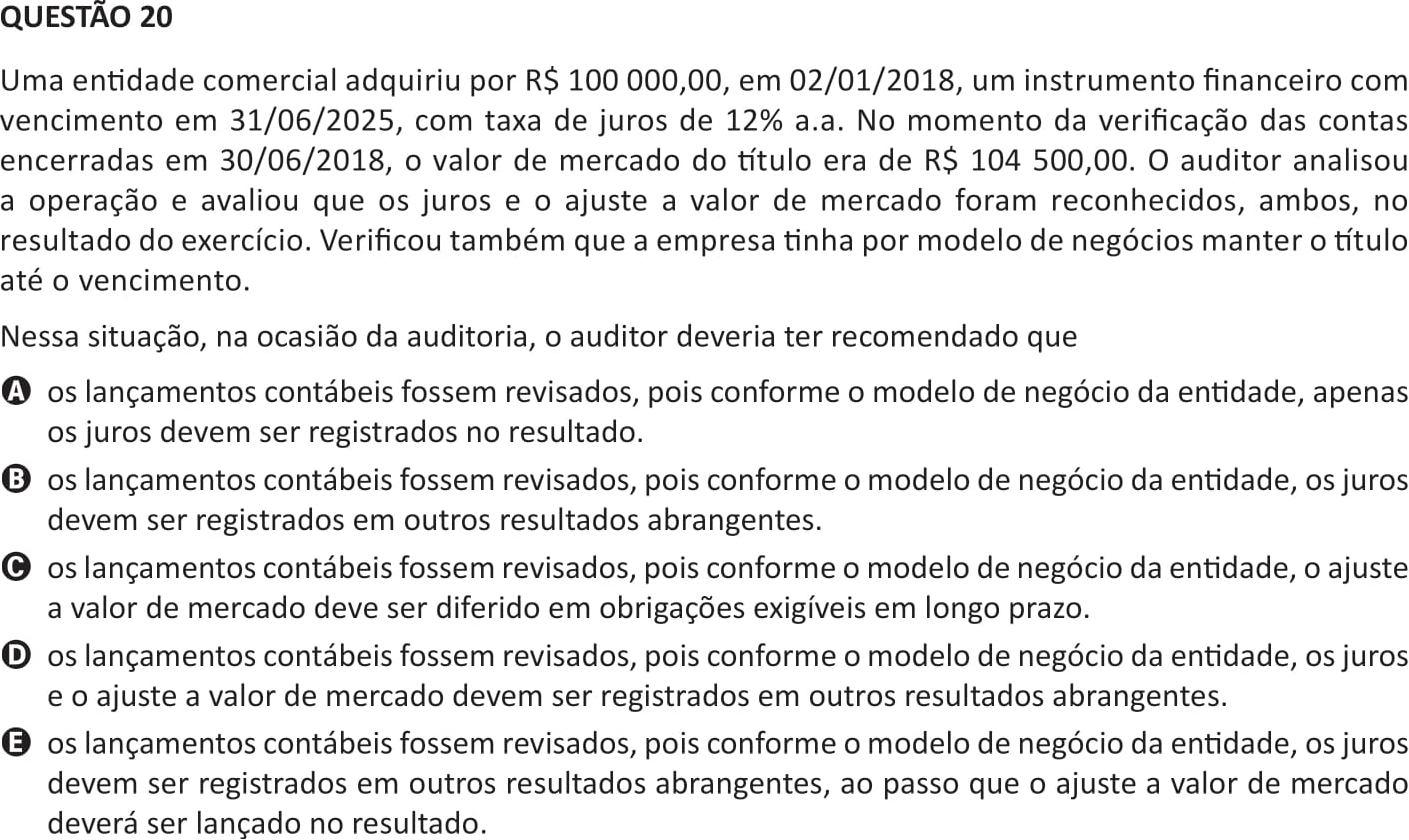 QUESTÃO 20
Uma entidade comercial adquiriu por R$ 100 000,00, em 02/01/2018, um instrumento financeiro com
vencimento em 31/06/2025, com taxa de juros de 12% a.a. No momento da verificação das contas
encerradas em 30/06/2018, o valor de mercado do título era de R$ 104 500,00. O auditor analisou
a operação e avaliou que os juros e o ajuste a valor de mercado foram reconhecidos, ambos, no
resultado do exercício. Verificou também que a empresa tinha por modelo de negócios manter o título
até o vencimento.
Nessa situação, na ocasião da auditoria, o auditor deveria ter recomendado que
A os lançamentos contábeis fossem revisados, pois conforme o modelo de negócio da entidade, apenas
os juros devem ser registrados no resultado.
B os lançamentos contábeis fossem revisados, pois conforme o modelo de negócio da entidade, os juros
devem ser registrados em outros resultados abrangentes.
C os lançamentos contábeis fossem revisados, pois conforme o modelo de negócio da entidade, o ajuste
a valor de mercado deve ser diferido em obrigações exigíveis em longo prazo.
D os lançamentos contábeis fossem revisados, pois conforme o modelo de negócio da entidade, os juros
e o ajuste a valor de mercado devem ser registrados em outros resultados abrangentes.
E os lançamentos contábeis fossem revisados, pois conforme o modelo de negócio da entidade, os juros
devem ser registrados em outros resultados abrangentes, ao passo que o ajuste a valor de mercado
deverá ser lançado no resultado.